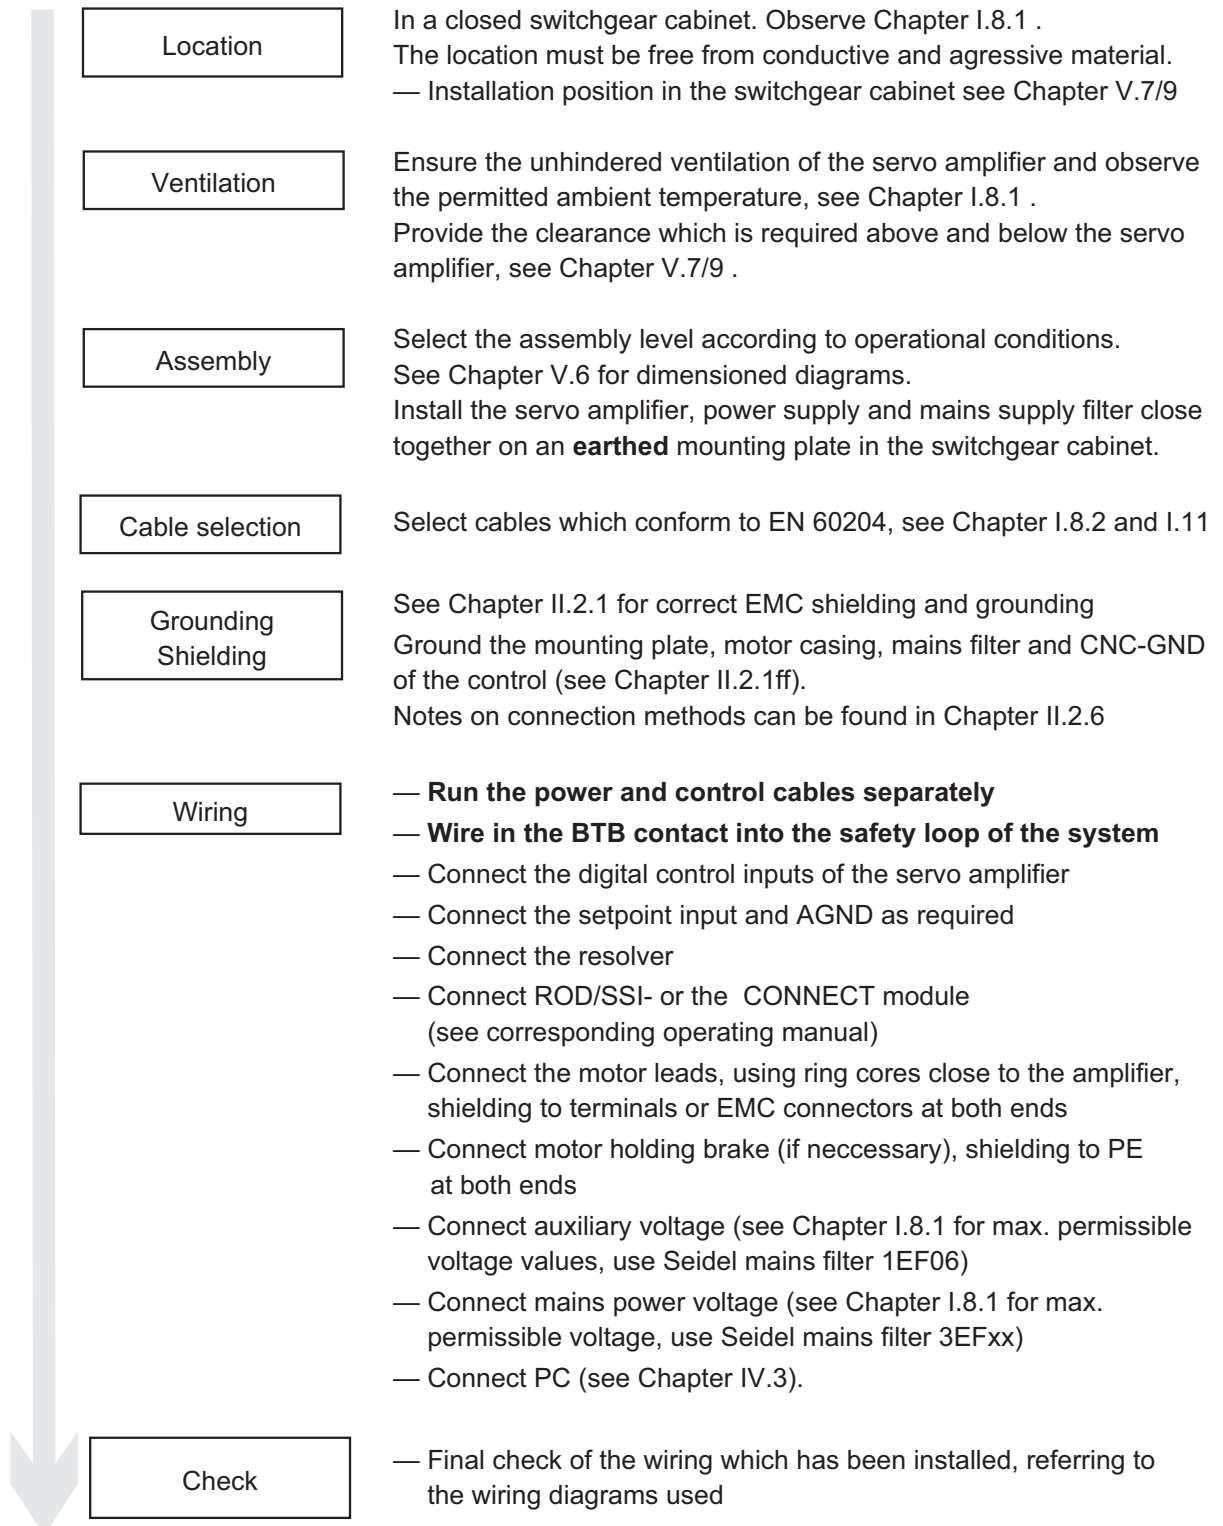 Location
In a closed switchgear cabinet. Observe Chapter I.8.1 .
The location must be free from conductive and agressive material.
— Installation position in the switchgear cabinet see Chapter V.7/9
Ventilation
Ensure the unhindered ventilation of the servo amplifier and observe
the permitted ambient temperature, see Chapter I.8.1 .
Provide the clearance which is required above and below the servo
amplifier, see Chapter V.7/9 .
Assembly
Select the assembly level according to operational conditions.
See Chapter V.6 for dimensioned diagrams.
Install the servo amplifier, power supply and mains supply filter close
together on an earthed mounting plate in the switchgear cabinet.
Cable selection
Select cables which conform to EN 60204, see Chapter I.8.2 and I.11
Grounding
Shielding
See Chapter II.2.1 for correct EMC shielding and grounding
Ground the mounting plate, motor casing, mains filter and CNC-GND
of the control (see Chapter II.2.1ff).
Notes on connection methods can be found in Chapter II.2.6
Wiring
— Run the power and control cables separately
— Wire in the BTB contact into the safety loop of the system
— Connect the digital control inputs of the servo amplifier
— Connect the setpoint input and AGND as required
— Connect the resolver
— Connect ROD/SSI- or the CONNECT module
(see corresponding operating manual)
— Connect the motor leads, using ring cores close to the amplifier,
shielding to terminals or EMC connectors at both ends
— Connect motor holding brake (if neccessary), shielding to PE
at both ends
— Connect auxiliary voltage (see Chapter I.8.1 for max. permissible
voltage values, use Seidel mains filter 1EF06)
— Connect mains power voltage (see Chapter I.8.1 for max.
permissible voltage, use Seidel mains filter 3EFxx)
— Connect PC (see Chapter IV.3).
Check
— Final check of the wiring which has been installed, referring to
the wiring diagrams used